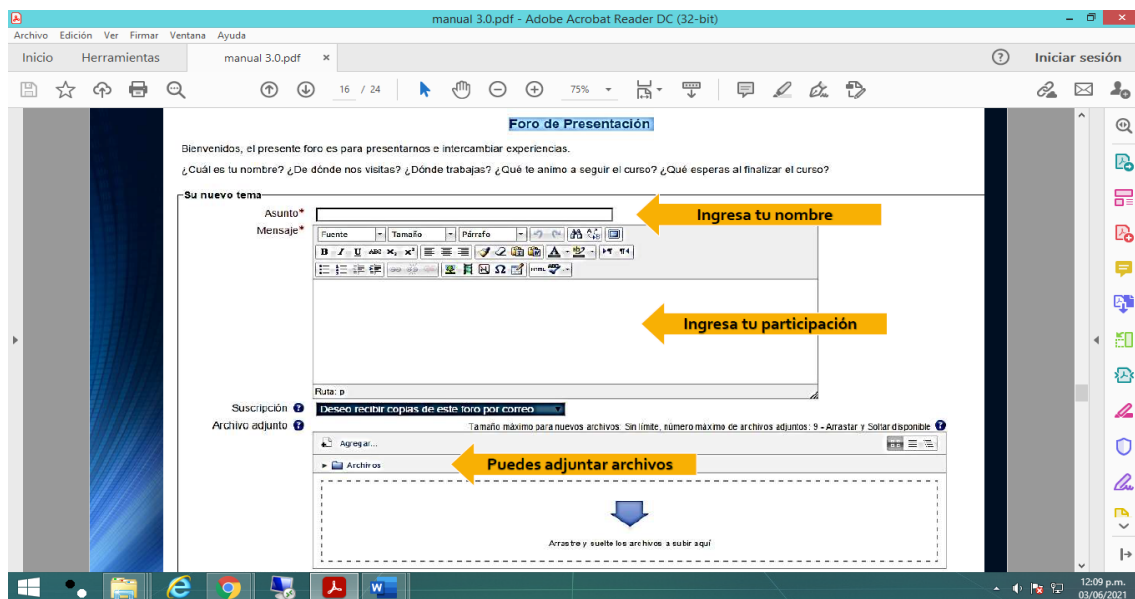 manual 3.0.pdf - Adobe Acrobat Reader DC (32-bit)
Archivo Edición Ver Firmar Ventana Ayuda
Inicio Herramientas manual 3.0.pdf × Iniciar sesión
16 / 24 75%
Foro de Presentación
Bienvenidos, el presente foro es para presentarnos e intercambiar experiencias.
¿Cuál es tu nombre? ¿De dónde nos visitas? ¿Dónde trabajas? ¿Qué te animo a seguir el curso? ¿Qué esperas al finalizar el curso?
Su nuevo tema
Asunto*
Ingresa tu nombre
Mensaje*
Fuente Tamaño Párrafo
B I U ABC x₂ x²
HTML
Ingresa tu participación
Ruta: p
Suscripción Deseo recibir copias de este foro por correo
Archivo adjunto Tamaño máximo para nuevos archivos: Sin límite, número máximo de archivos adjuntos: 9 - Arrastar y Soltar disponible
Agregar...
Archivos
Puedes adjuntar archivos
Arrastre y suelte los archivos a subir aquí
12:09 p.m.
03/06/2021